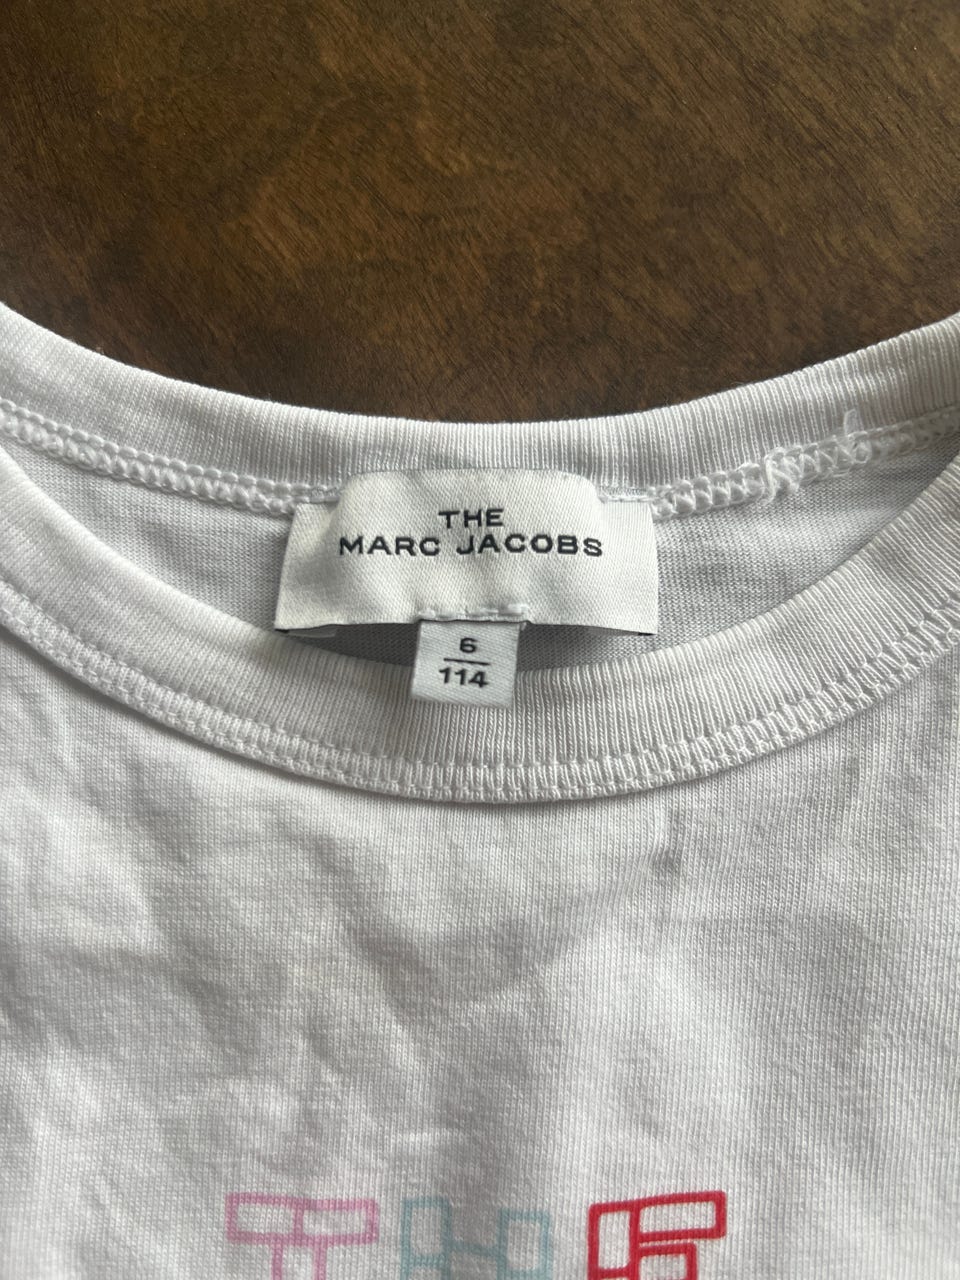 THE
MARC JACOBS
6
114
THE